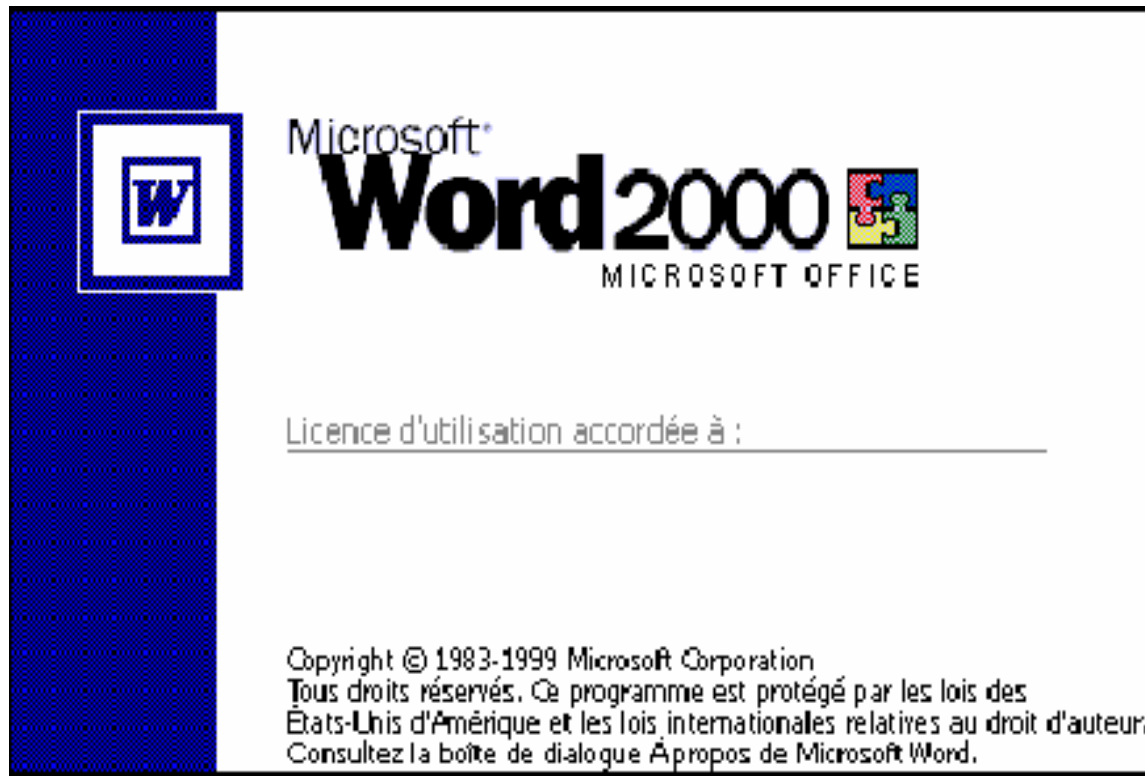 W
Microsoft®
Word 2000
MICROSOFT OFFICE
Licence d'utilisation accordée à :
Copyright © 1983-1999 Microsoft Corporation
Tous droits réservés. Ce programme est protégé par les lois des
États-Unis d'Amérique et les lois internationales relatives au droit d'auteur.
Consultez la boîte de dialogue À propos de Microsoft Word.